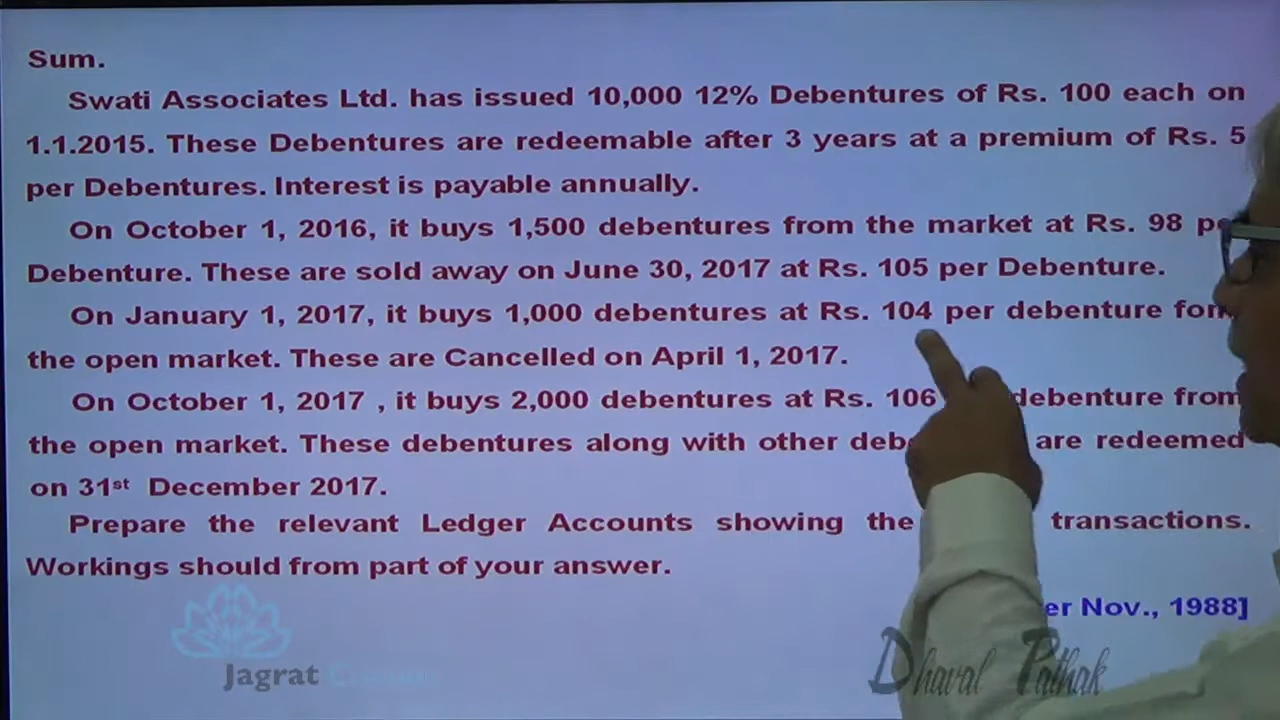 Sum.
Swati Associates Ltd. has issued 10,000 12% Debentures of Rs. 100 each on
1.1.2015. These Debentures are redeemable after 3 years at a premium of Rs. 5
per Debentures. Interest is payable annually.
On October 1, 2016, it buys 1,500 debentures from the market at Rs. 98
Debenture. These are sold away on June 30, 2017 at Rs. 105 per Debenture.
On January 1, 2017, it buys 1,000 debentures at Rs. 104 per debenture
the open market. These are Cancelled on April 1, 2017.
On October 1, 2017 , it buys 2,000 debentures at Rs. 106 debenture from
the open market. These debentures along with other are redeemed
on 31st December 2017.
Prepare the relevant Ledger Accounts showing the transactions.
Workings should from part of your answer.
Nov., 1988]
Jagrat
Dhaval Pathak